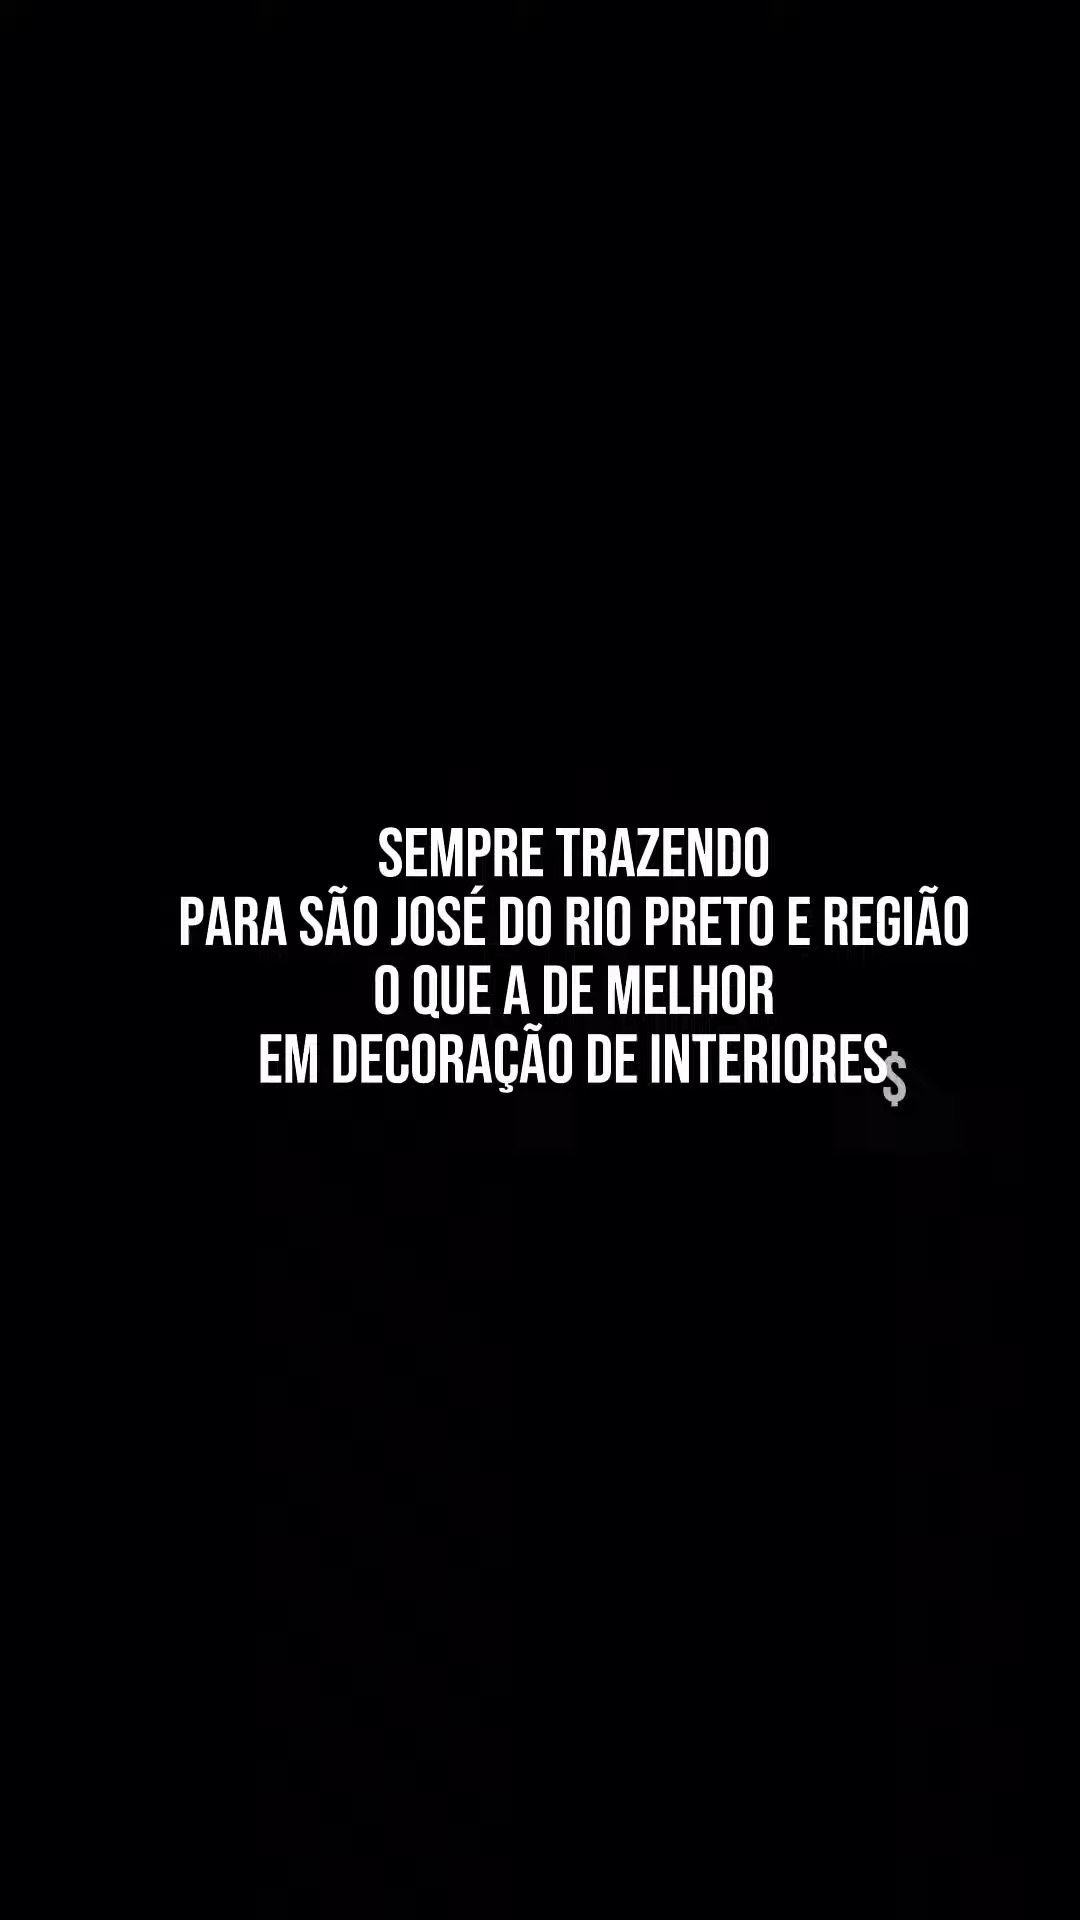 SEMPRE TRAZENDO
PARA SÃO JOSÉ DO RIO PRETO E REGIÃO
O QUE A DE MELHOR
EM DECORAÇÃO DE INTERIORES$